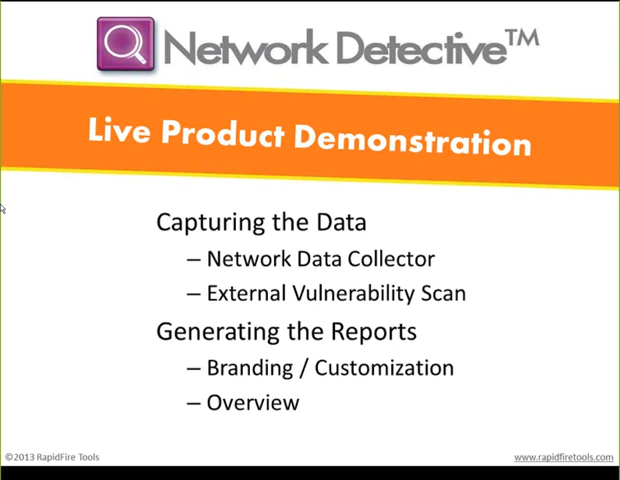 Network Detective™
Live Product Demonstration
Capturing the Data
– Network Data Collector
– External Vulnerability Scan
Generating the Reports
– Branding / Customization
– Overview
©2013 RapidFire Tools
www.rapidfiretools.com